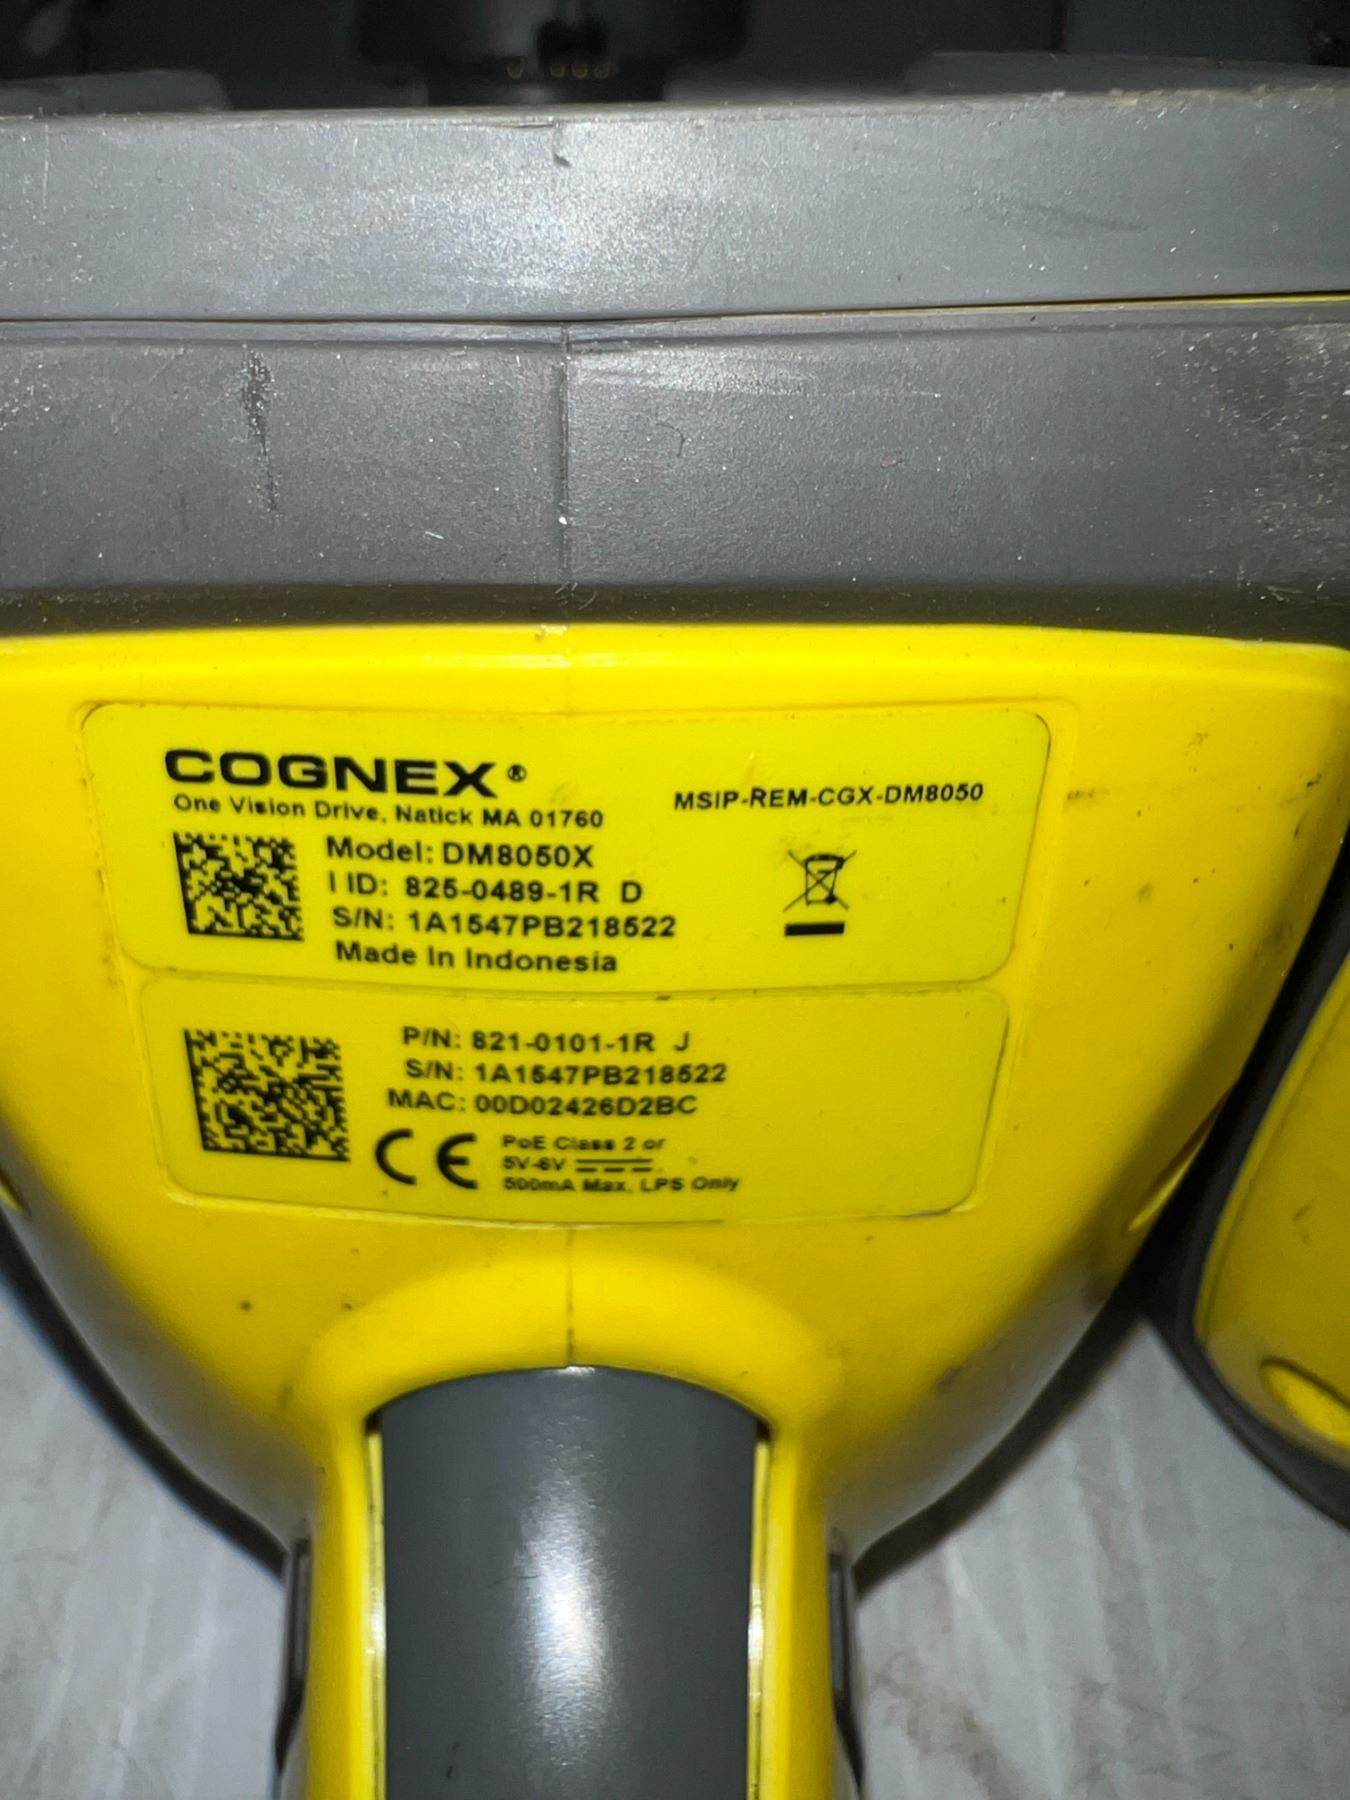 COGNEX®
One Vision Drive, Natick MA 01760
MSIP-REM-CGX-DM8050
Model: DM8050X
I ID: 825-0489-1R D
S/N: 1A1547PB218522
Made In Indonesia
P/N: 821-0101-1R J
S/N: 1A1547PB218522
MAC: 00D02426D2BC
CE
PoE Class 2 or
5V-6V
500mA Max, LPS Only